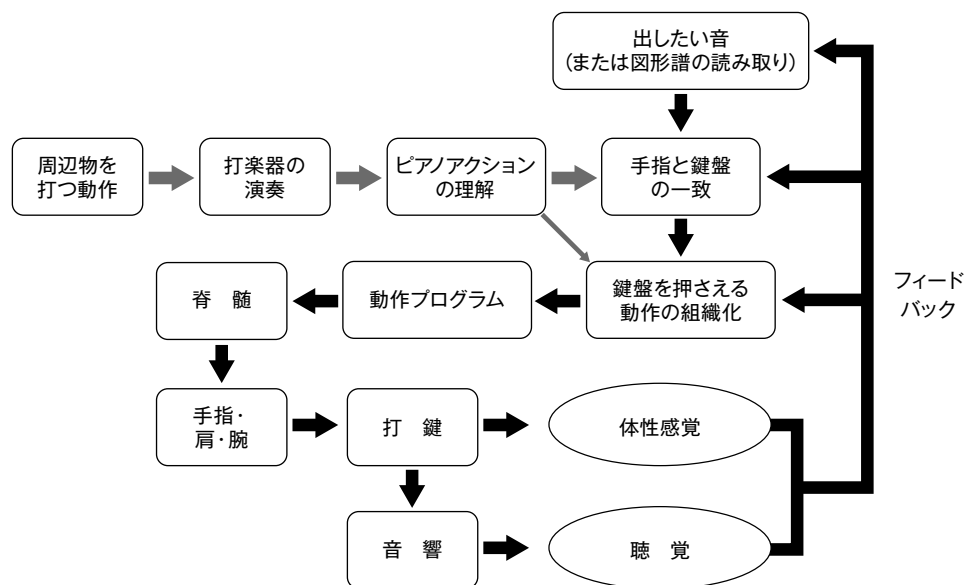 出したい音
(または図形譜の読み取り)
周辺物を
打つ動作
打楽器の
演奏
ピアノアクション
の理解
手指と鍵盤
の一致
脊 髄
動作プログラム
鍵盤を押さえる
動作の組織化
フィード
バック
手指・
肩・腕
打 鍵
体性感覚
音 響
聴 覚